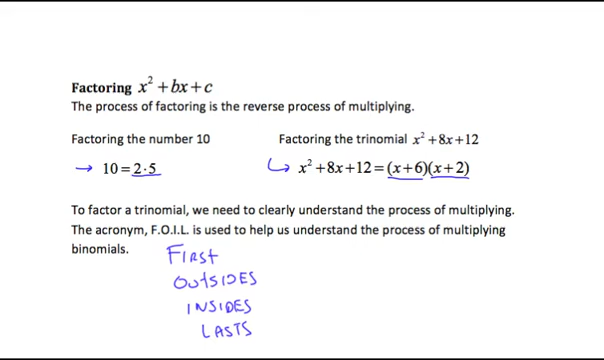 Factoring x² + bx + c
The process of factoring is the reverse process of multiplying.
Factoring the number 10
Factoring the trinomial x² + 8x + 12
→ 10 = 2·5
↪ x² + 8x + 12 = (x + 6)(x + 2)
To factor a trinomial, we need to clearly understand the process of multiplying.
The acronym, F.O.I.L. is used to help us understand the process of multiplying
binomials.
FIRST
OUTSIDES
INSIDES
LASTS